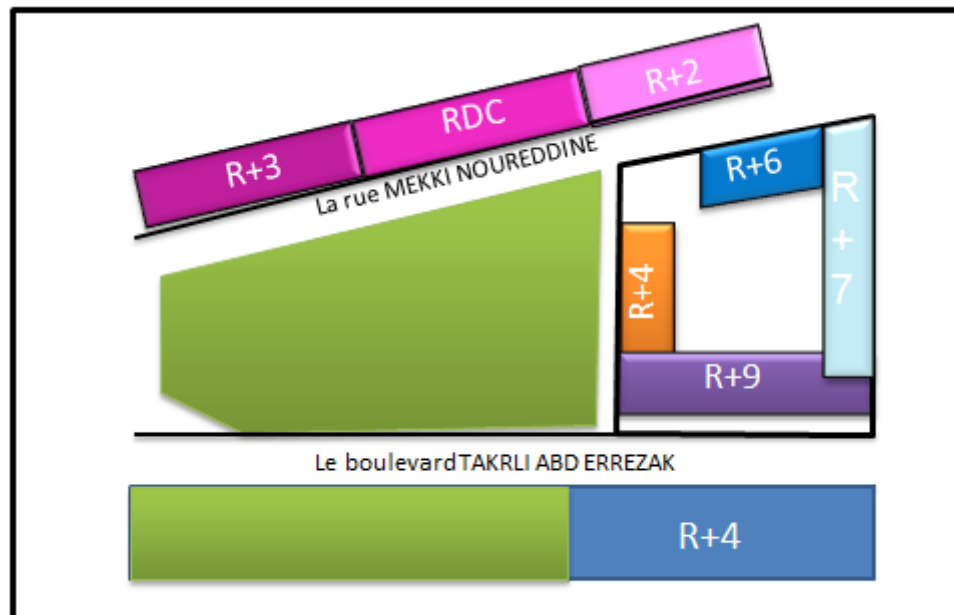 R+2
RDC
R+3
La rue MEKKI NOUREDDINE
R+6
R+7
R+4
R+9
Le boulevard TAKRLI ABD ERREZAK
R+4